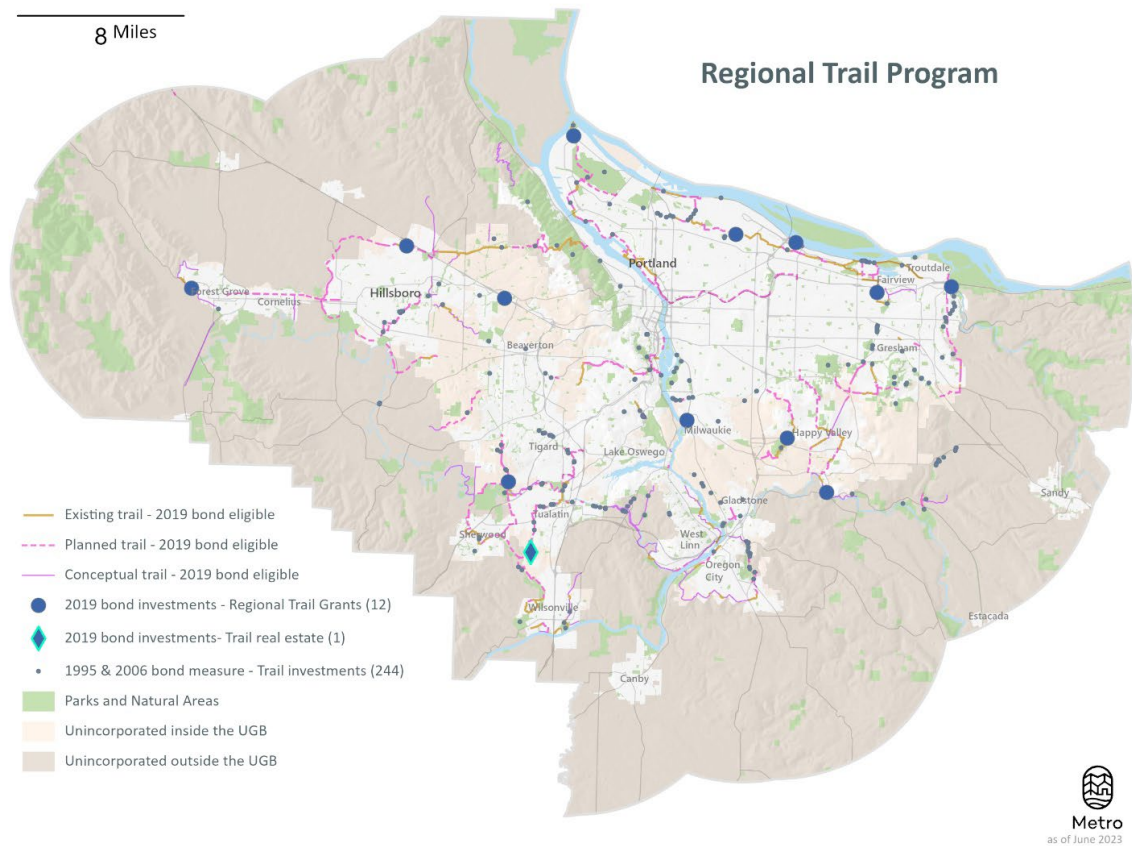 8 Miles
Regional Trail Program
Portland
Troutdale
Fairview
Forest Grove
Cornelius
Hillsboro
Beaverton
Gresham
Milwaukie
Happy Valley
Tigard
Lake Oswego
Gladstone
Sandy
Tualatin
Sherwood
West
Linn
Oregon
City
Wilsonville
Estacada
Canby
Existing trail - 2019 bond eligible
Planned trail - 2019 bond eligible
Conceptual trail - 2019 bond eligible
2019 bond investments - Regional Trail Grants (12)
2019 bond investments- Trail real estate (1)
1995 & 2006 bond measure - Trail investments (244)
Parks and Natural Areas
Unincorporated inside the UGB
Unincorporated outside the UGB
Metro
as of June 2023